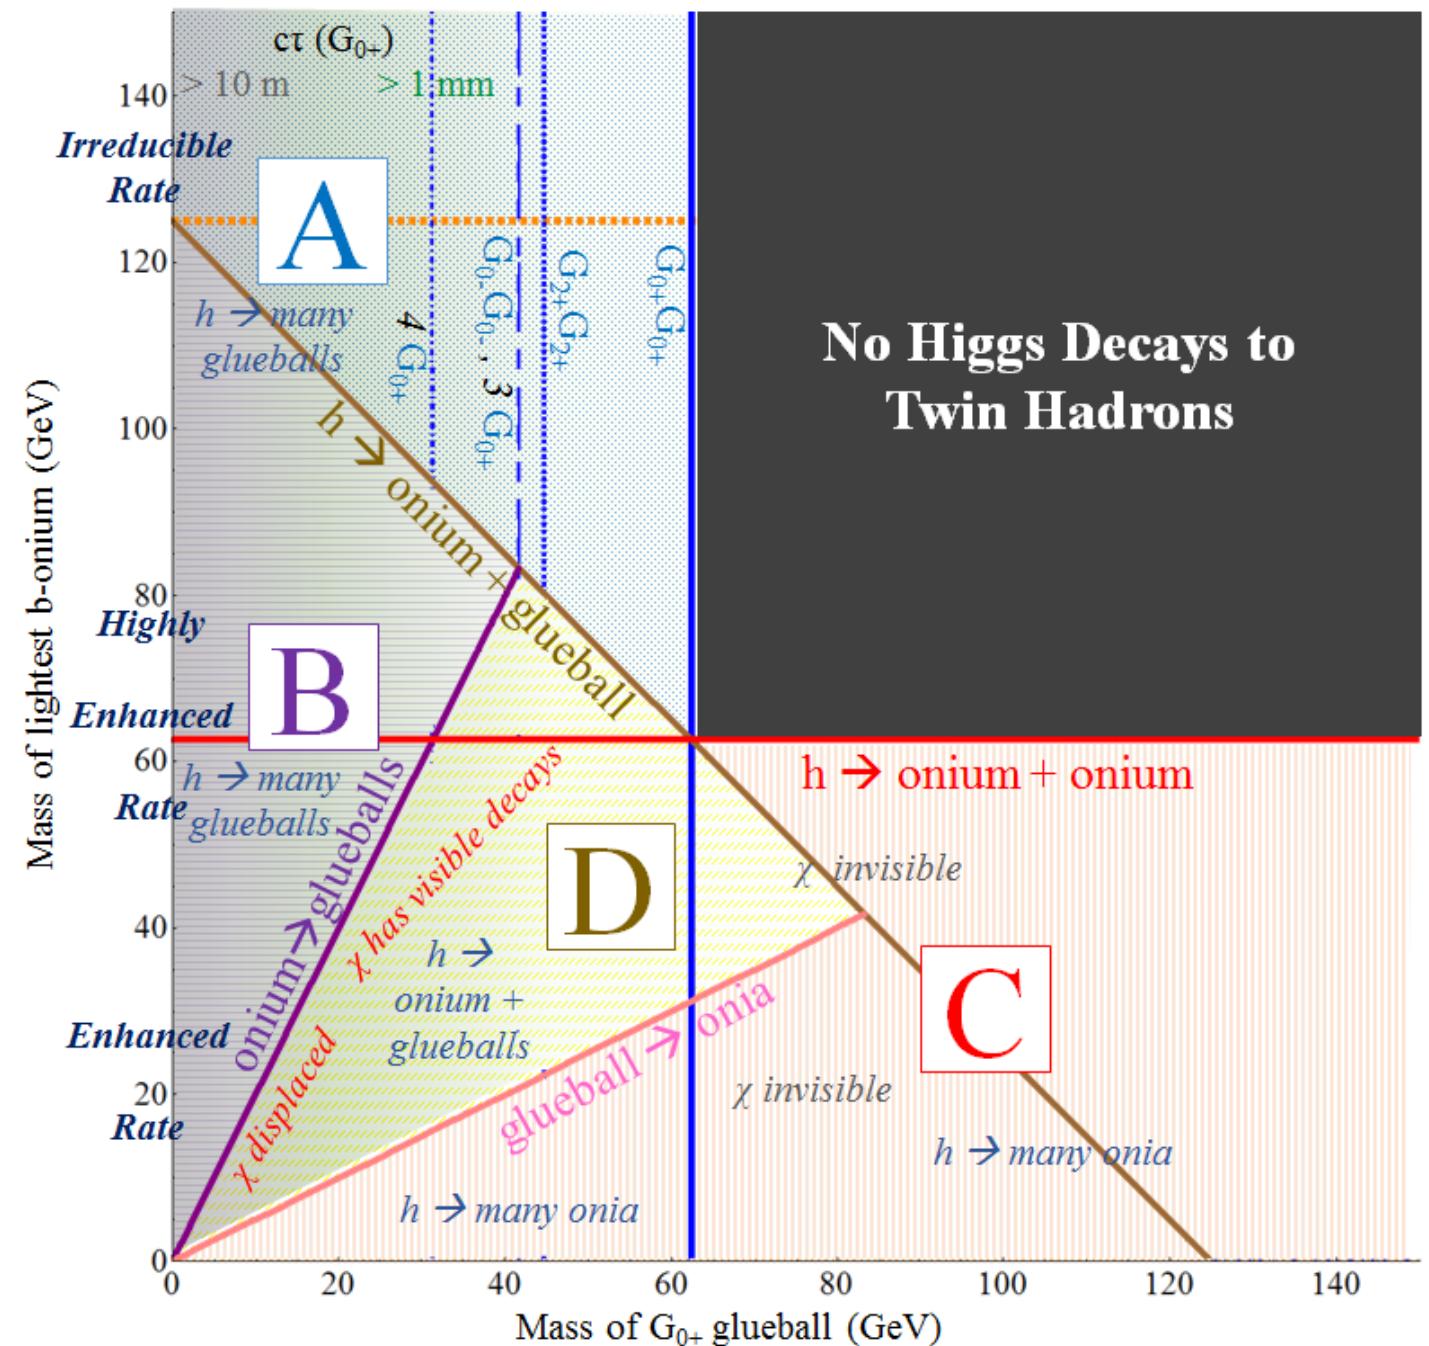 cτ (G₀₊)
> 10 m
> 1 mm
140
120
100
80
60
40
20
0
Mass of lightest b-onium (GeV)
Irreducible
Rate
Highly
Enhanced
Rate
Enhanced
Rate
A
h → many
glueballs
4 G₀₊
G₀₋G₀₋, 3 G₀₊
G₂₊G₂₊
G₀₊G₀₊
No Higgs Decays to
Twin Hadrons
h → onium + glueball
B
h → many
glueballs
onium → glueballs
χ has visible decays
χ displaced
D
h →
onium +
glueballs
h → onium + onium
χ invisible
C
glueball → onia
χ invisible
h → many onia
h → many onia
0
20
40
60
80
100
120
140
Mass of G₀₊ glueball (GeV)